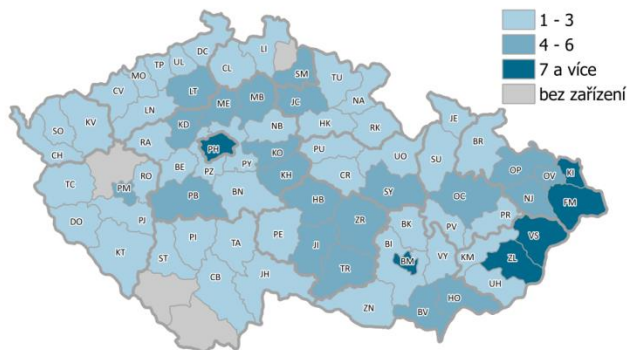 1 - 3
4 - 6
7 a více
bez zařízení
DC
LI
TP
UL
MO
CL
SM
CV
LT
TU
LN
ME
MB
JC
NA
SO
KV
KD
NB
HK
RK
JE
RA
PH
CH
BE
PZ
PY
KO
PU
UO
SU
BR
TC
RO
PM
KH
CR
OP
OV
KI
PB
BN
SY
OC
NJ
FM
DO
PJ
HB
ZR
PR
KT
PI
TA
PE
JI
BK
PV
VS
ST
BI
BM
VY
KM
ZL
CB
JH
TR
UH
ZN
BV
HO